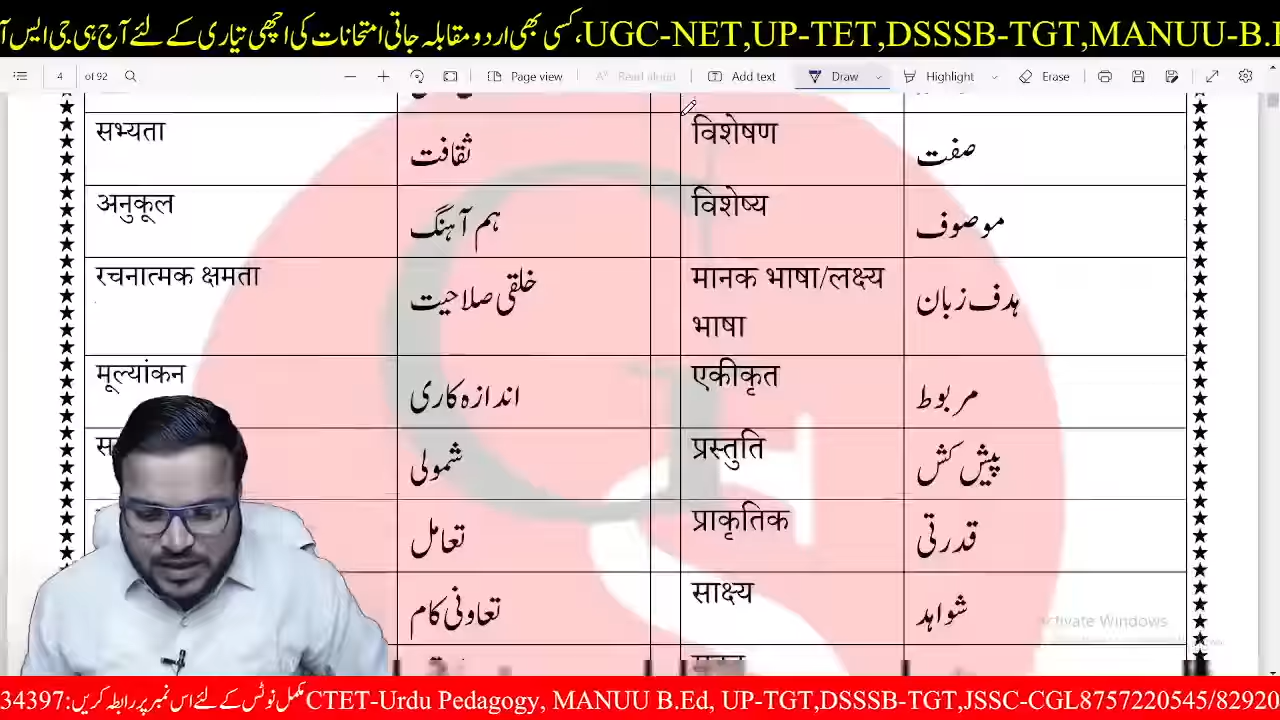 کسی بھی اردو مقابلہ جاتی امتحانات کی اچھی تیاری کے لئے آج ہی جی ایس آ ،UGC-NET,UP-TET,DSSSB-TGT,MANUU-B.E
4 of 92 Page view Read aloud Add text Draw Highlight Erase
सभ्यता ثقافت विशेषण صفت
अनुकूल ہم آہنگ विशेष्य موصوف
रचनात्मक क्षमता خلقی صلاحیت मानक भाषा/लक्ष्य ہدف زبان
भाषा
मूल्यांकन اندازہ کاری एकीकृत مربوط
شمولی प्रस्तुति پیش کش
تعامل प्राकृतिक قدرتی
تعاونی کام साक्ष्य شواہد
Activate Windows
34397: مکمل نوٹس کے لئے اس نمبر پر رابطہ کریں CTET-Urdu Pedagogy, MANUU B.Ed, UP-TGT,DSSSB-TGT,JSSC-CGL8757220545/82920